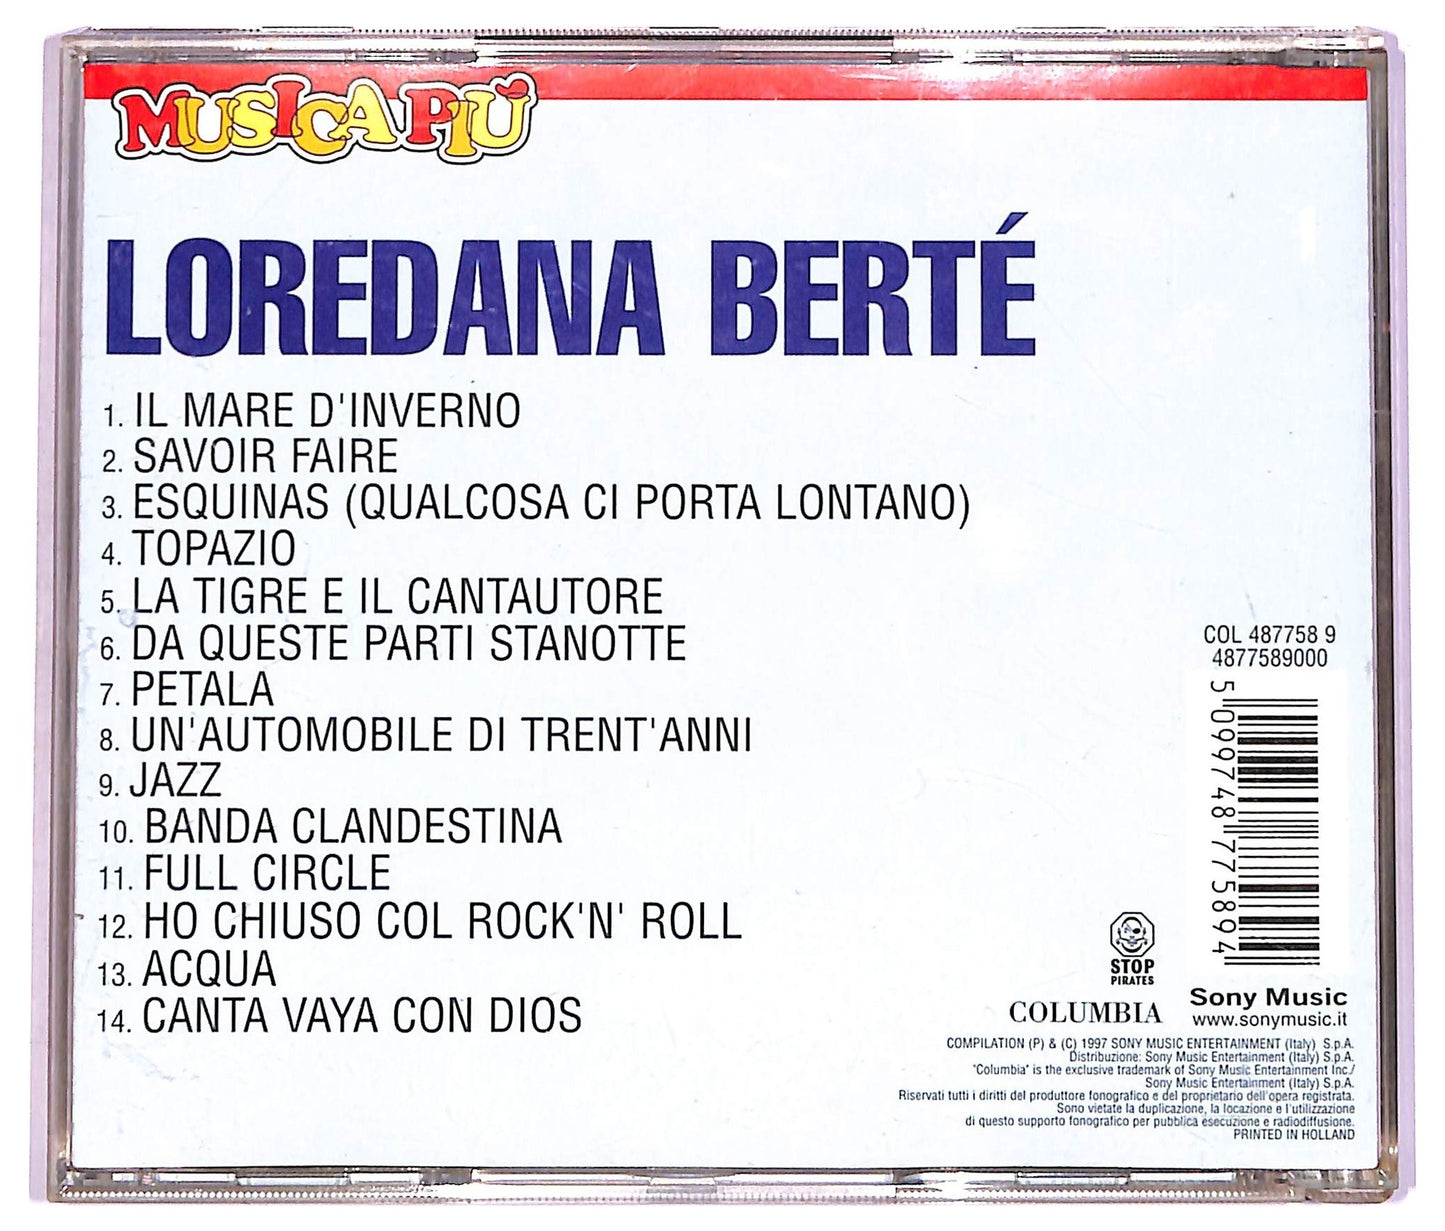 MUSICA PIÙ
LOREDANA BERTÉ
1. IL MARE D'INVERNO
2. SAVOIR FAIRE
3. ESQUINAS (QUALCOSA CI PORTA LONTANO)
4. TOPAZIO
5. LA TIGRE E IL CANTAUTORE
6. DA QUESTE PARTI STANOTTE
7. PETALA
8. UN'AUTOMOBILE DI TRENT'ANNI
9. JAZZ
10. BANDA CLANDESTINA
11. FULL CIRCLE
12. HO CHIUSO COL ROCK'N' ROLL
13. ACQUA
14. CANTA VAYA CON DIOS
COL 487758 9
4877589000
5 099748 775894
STOP
PIRATES
COLUMBIA
Sony Music
www.sonymusic.it
COMPILATION (P) & (C) 1997 SONY MUSIC ENTERTAINMENT (Italy) S.p.A.
Distribuzione: Sony Music Entertainment (Italy) S.p.A.
"Columbia" is the exclusive trademark of Sony Music Entertainment Inc./
Sony Music Entertainment (Italy) S.p.A.
Riservati tutti i diritti del produttore fonografico e del proprietario dell'opera registrata.
Sono vietate la duplicazione, la locazione e l'utilizzazione
di questo supporto fonografico per pubblica esecuzione e radiodiffusione.
PRINTED IN HOLLAND